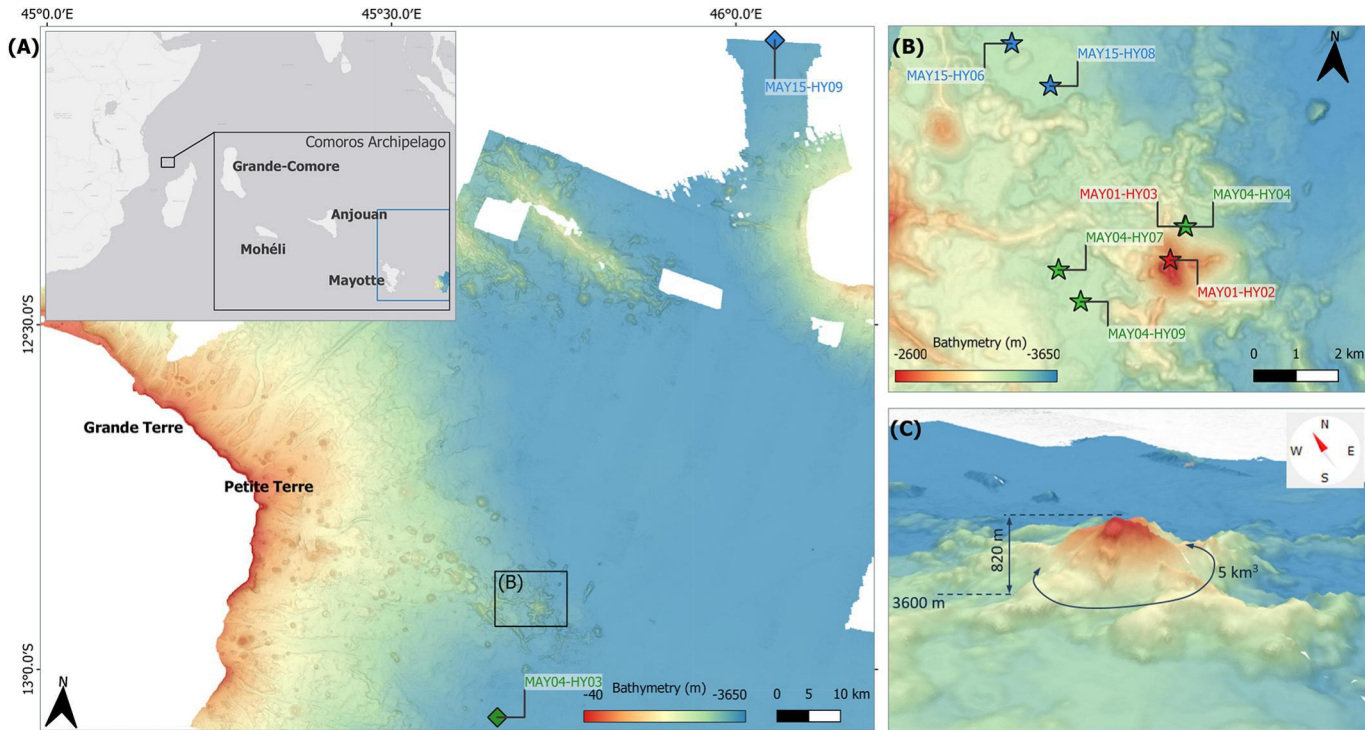 45°0.0'E
45°30.0'E
46°0.0'E
(A)
Comoros Archipelago
Grande-Comore
Anjouan
Mohéli
Mayotte
MAY15-HY09
12°30.0'S
Grande Terre
Petite Terre
(B)
13°0.0'S
N
MAY04-HY03
-40
Bathymetry (m)
-3650
0 5 10 km
(B)
N
MAY15-HY06
MAY15-HY08
MAY01-HY03
MAY04-HY04
MAY04-HY07
MAY01-HY02
MAY04-HY09
Bathymetry (m)
-2600
-3650
0 1 2 km
(C)
N
W E
S
820 m
5 km³
3600 m